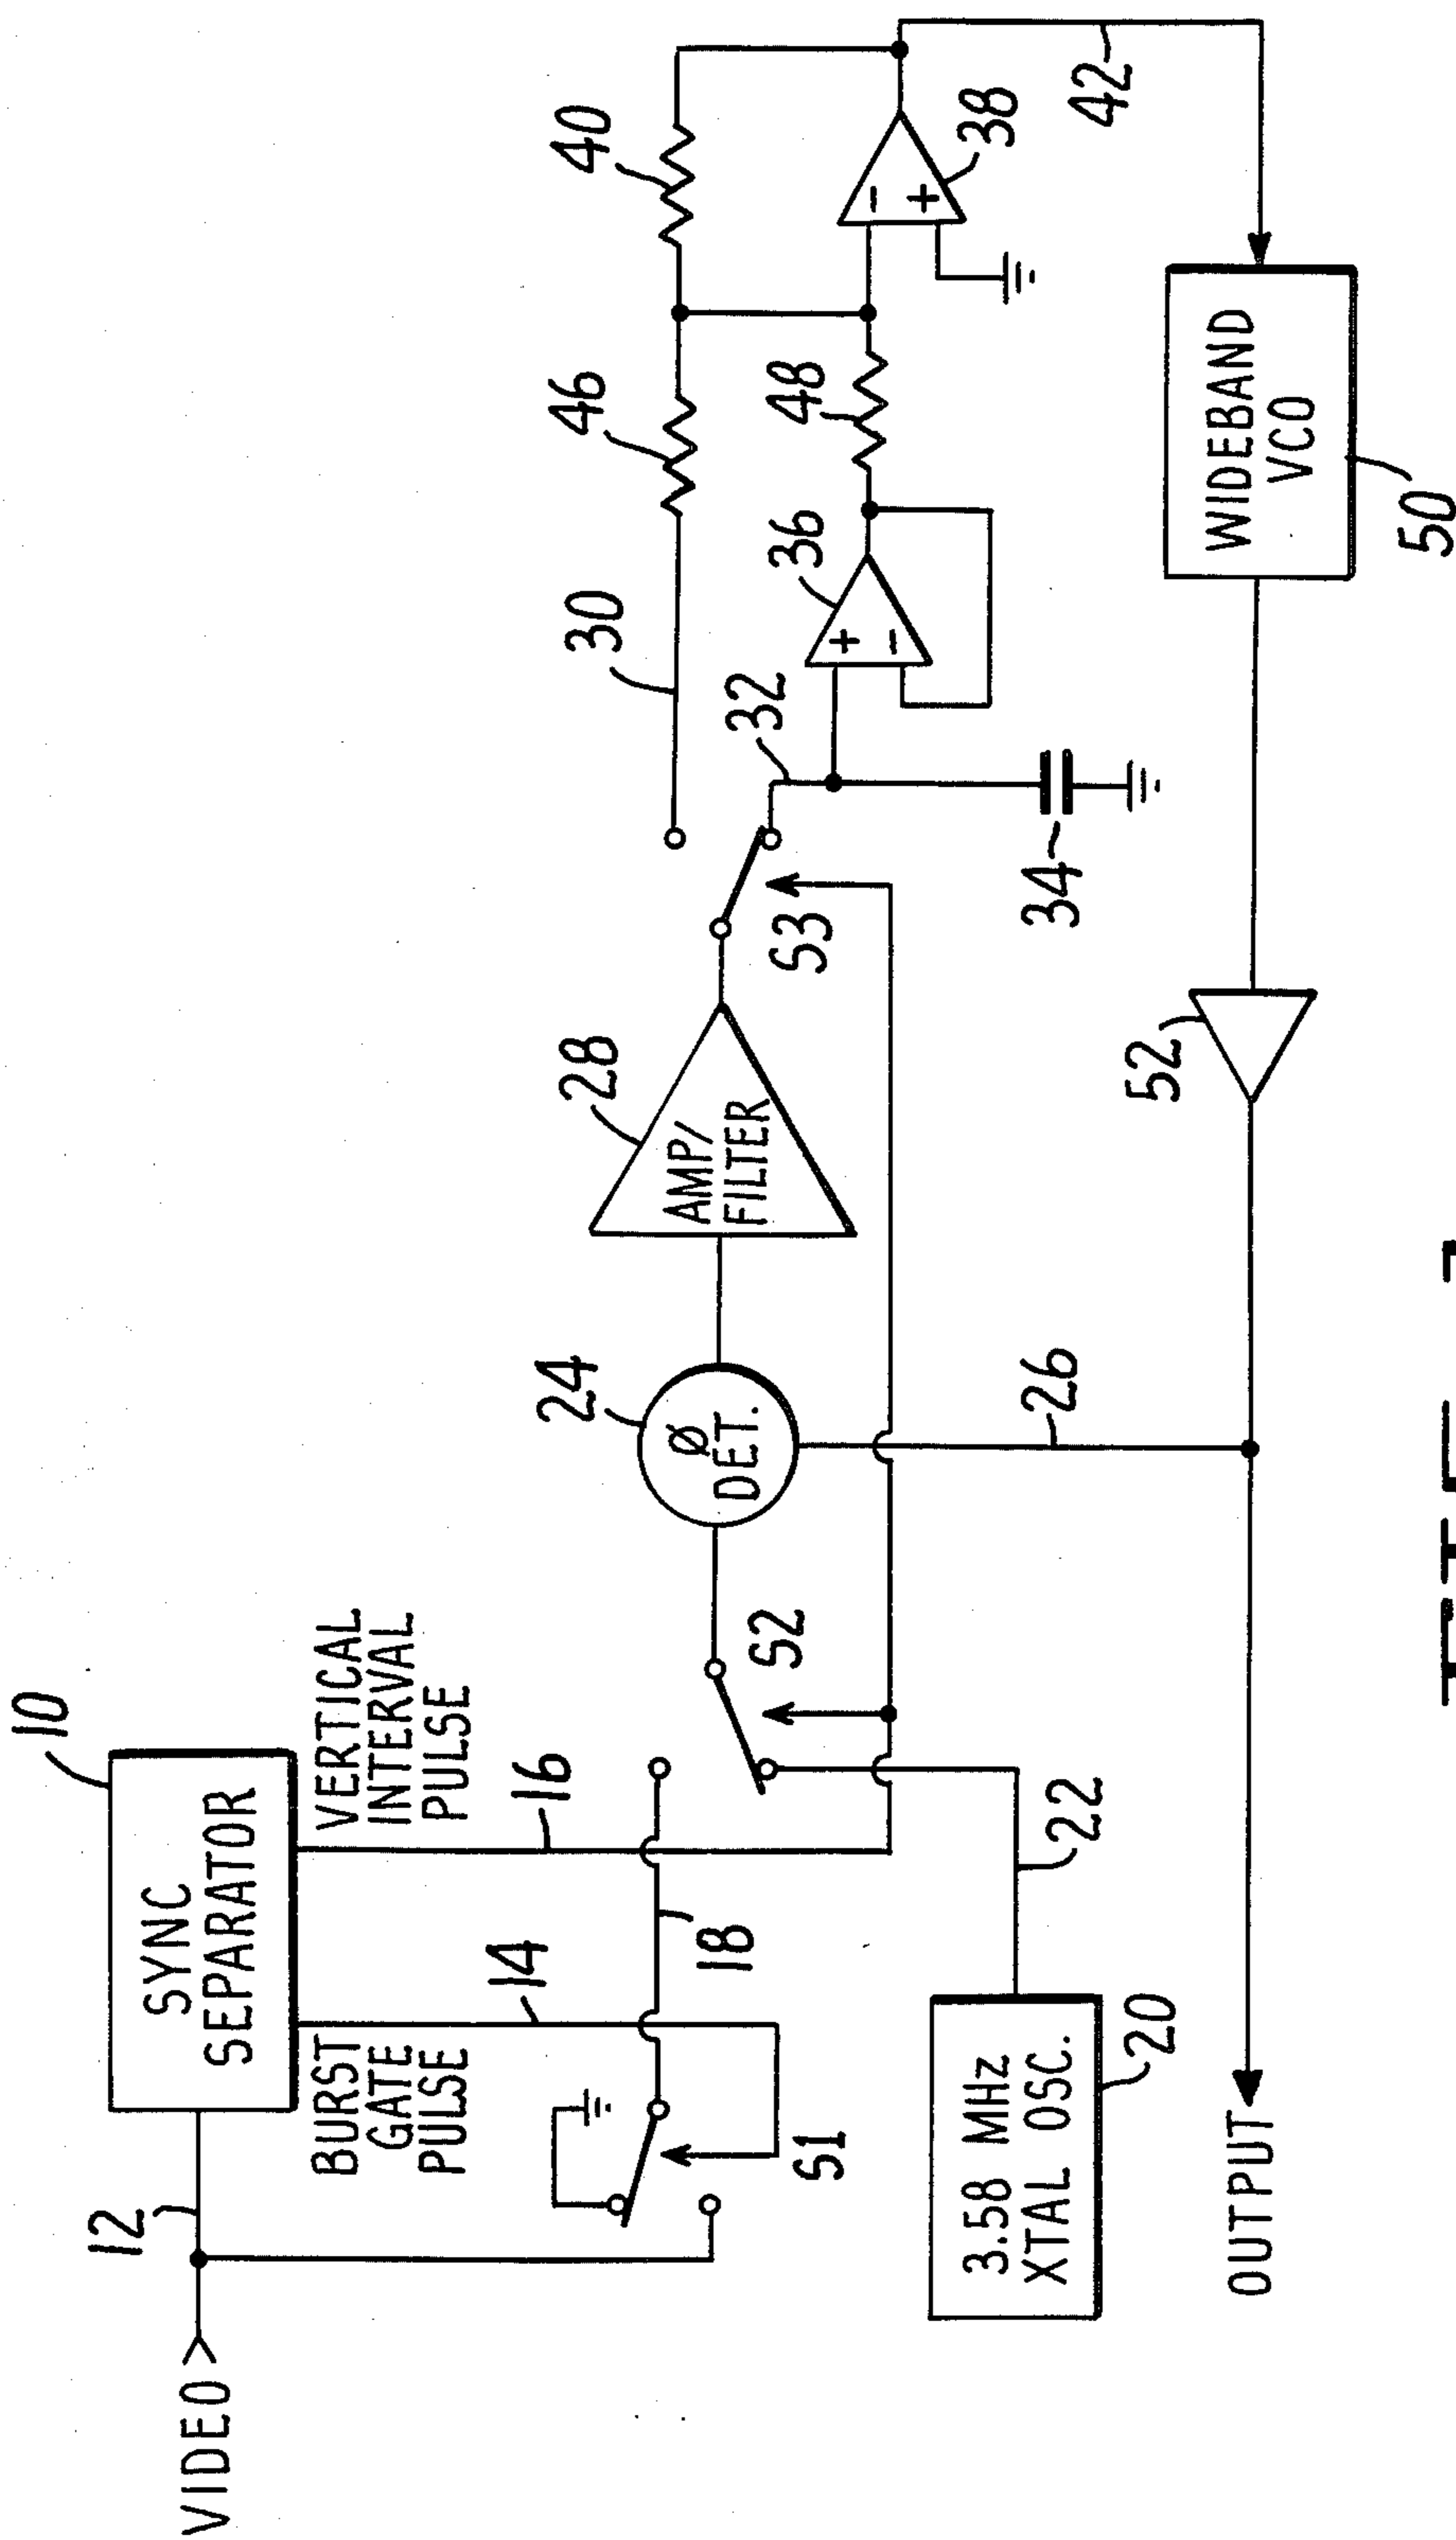 VIDEO
12
SYNC
SEPARATOR
10
BURST
GATE
PULSE
VERTICAL
INTERVAL
PULSE
14
16
18
S1
3.58 MHz
XTAL OSC.
20
22
S2
Ø
DET.
24
26
AMP/
FILTER
28
S3
30
32
34
+
-
36
46
48
40
-
+
38
42
WIDEBAND
VCO
50
52
OUTPUT